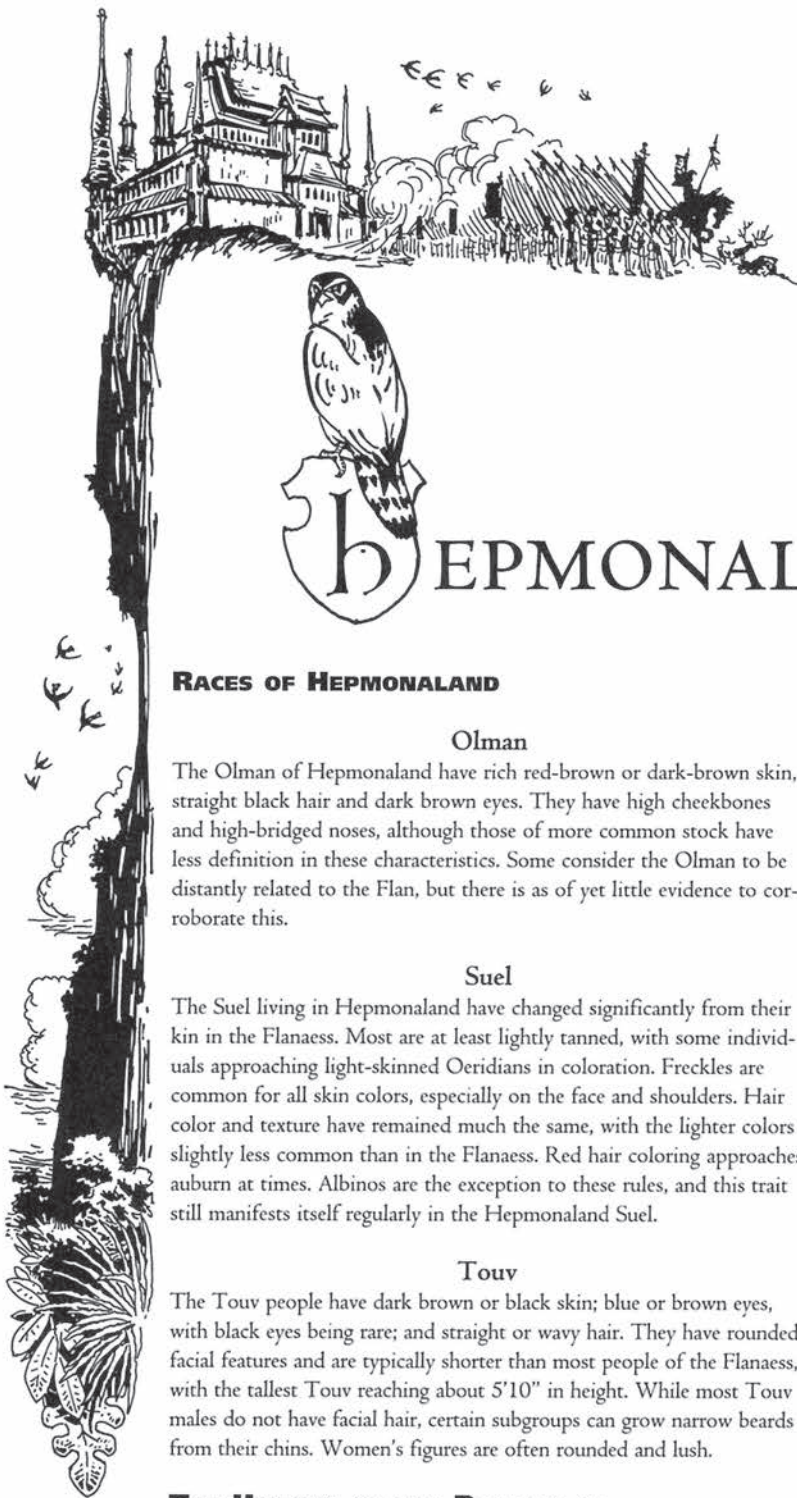 hEPMONAL
RACES OF HEPMONALAND
Olman
The Olman of Hepmonaland have rich red-brown or dark-brown skin,
straight black hair and dark brown eyes. They have high cheekbones
and high-bridged noses, although those of more common stock have
less definition in these characteristics. Some consider the Olman to be
distantly related to the Flan, but there is as of yet little evidence to cor-
roborate this.
Suel
The Suel living in Hepmonaland have changed significantly from their
kin in the Flanaess. Most are at least lightly tanned, with some individ-
uals approaching light-skinned Oeridians in coloration. Freckles are
common for all skin colors, especially on the face and shoulders. Hair
color and texture have remained much the same, with the lighter colors
slightly less common than in the Flanaess. Red hair coloring approache
auburn at times. Albinos are the exception to these rules, and this trait
still manifests itself regularly in the Hepmonaland Suel.
Touv
The Touv people have dark brown or black skin; blue or brown eyes,
with black eyes being rare; and straight or wavy hair. They have rounded
facial features and are typically shorter than most people of the Flanaess,
with the tallest Touv reaching about 5'10" in height. While most Touv
males do not have facial hair, certain subgroups can grow narrow beards
from their chins. Women's figures are often rounded and lush.